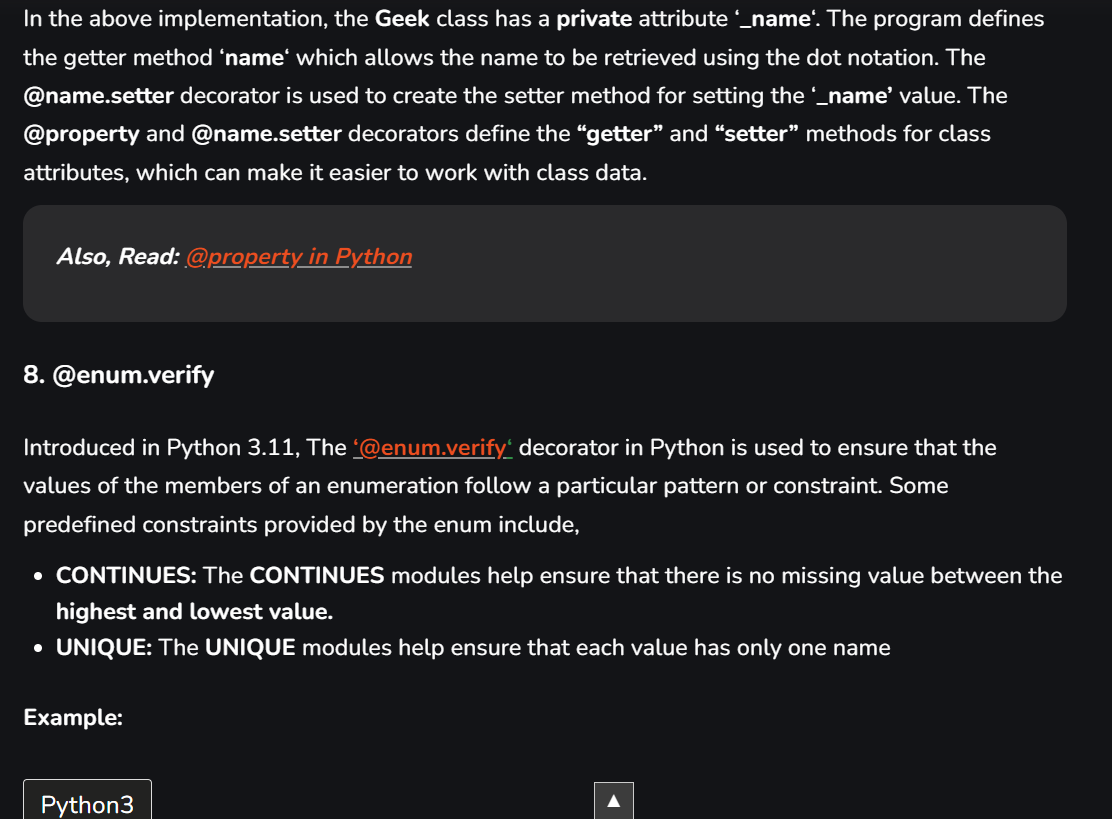 In the above implementation, the Geek class has a private attribute ‘_name‘. The program defines
the getter method ‘name‘ which allows the name to be retrieved using the dot notation. The
@name.setter decorator is used to create the setter method for setting the ‘_name’ value. The
@property and @name.setter decorators define the “getter” and “setter” methods for class
attributes, which can make it easier to work with class data.
Also, Read: @property in Python
8. @enum.verify
Introduced in Python 3.11, The ‘@enum.verify‘ decorator in Python is used to ensure that the
values of the members of an enumeration follow a particular pattern or constraint. Some
predefined constraints provided by the enum include,
• CONTINUES: The CONTINUES modules help ensure that there is no missing value between the
highest and lowest value.
• UNIQUE: The UNIQUE modules help ensure that each value has only one name
Example:
Python3